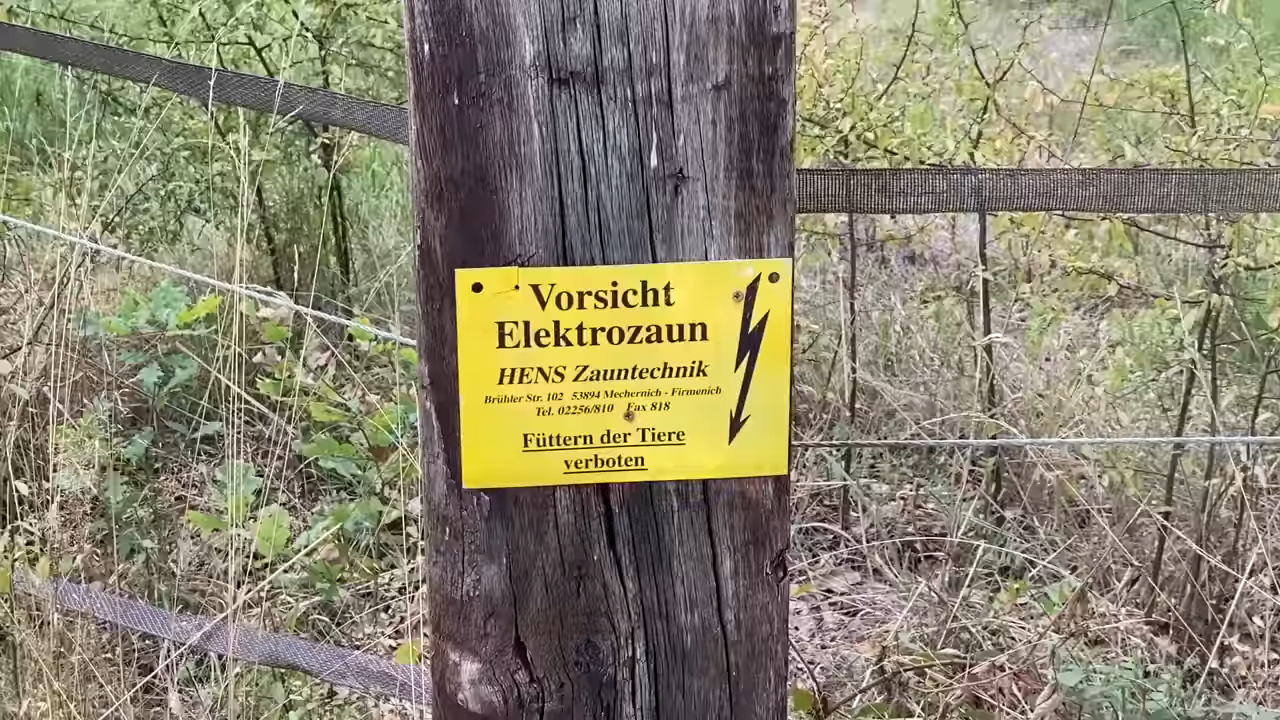 Vorsicht
Elektrozaun
HENS Zauntechnik
Brühler Str. 102 53894 Mechernich - Firmenich
Tel. 02256/810 Fax 818
Füttern der Tiere
verboten